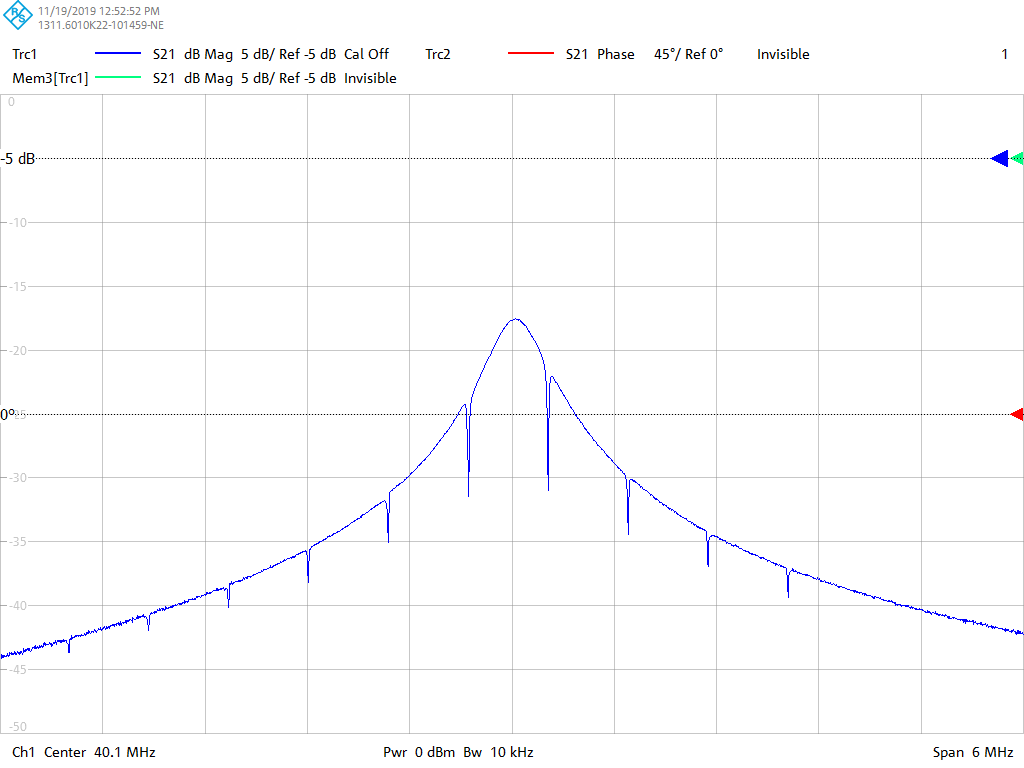 R&S
11/19/2019 12:52:52 PM
1311.6010K22-101459-NE
Trc1 S21 dB Mag 5 dB/ Ref -5 dB Cal Off Trc2 S21 Phase 45°/ Ref 0° Invisible 1
Mem3[Trc1] S21 dB Mag 5 dB/ Ref -5 dB Invisible
0
-5 dB
-10
-15
-20
0° -25
-30
-35
-40
-45
-50
Ch1 Center 40.1 MHz Pwr 0 dBm Bw 10 kHz Span 6 MHz